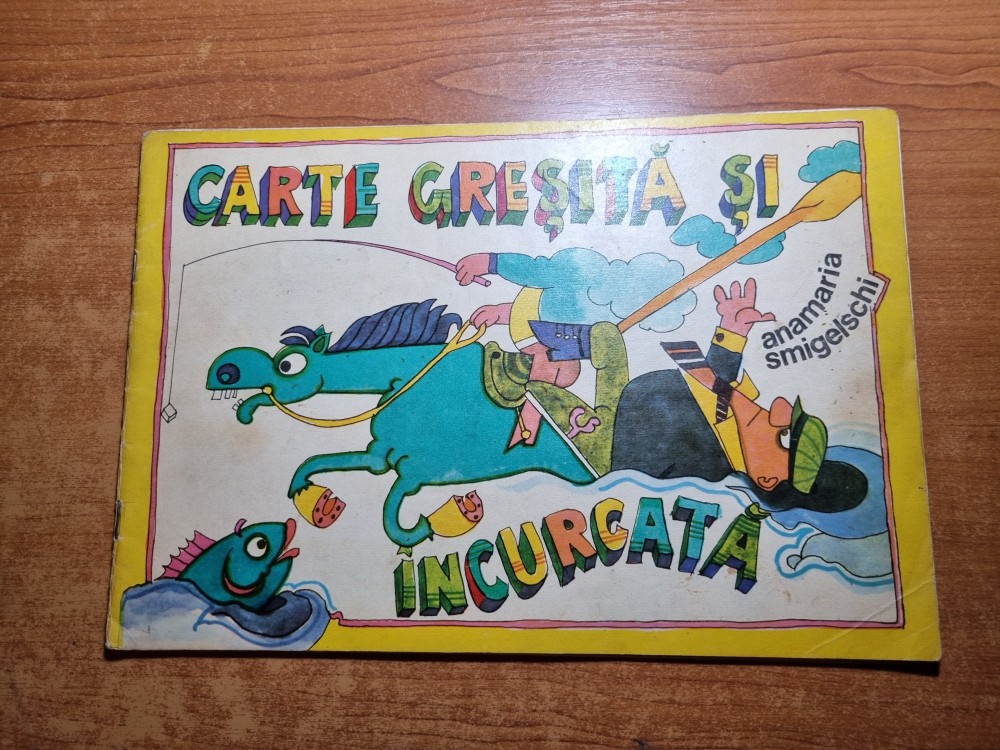 CARTE GREȘITĂ ȘI
anamaria
smigelschi
ÎNCURCATĂ